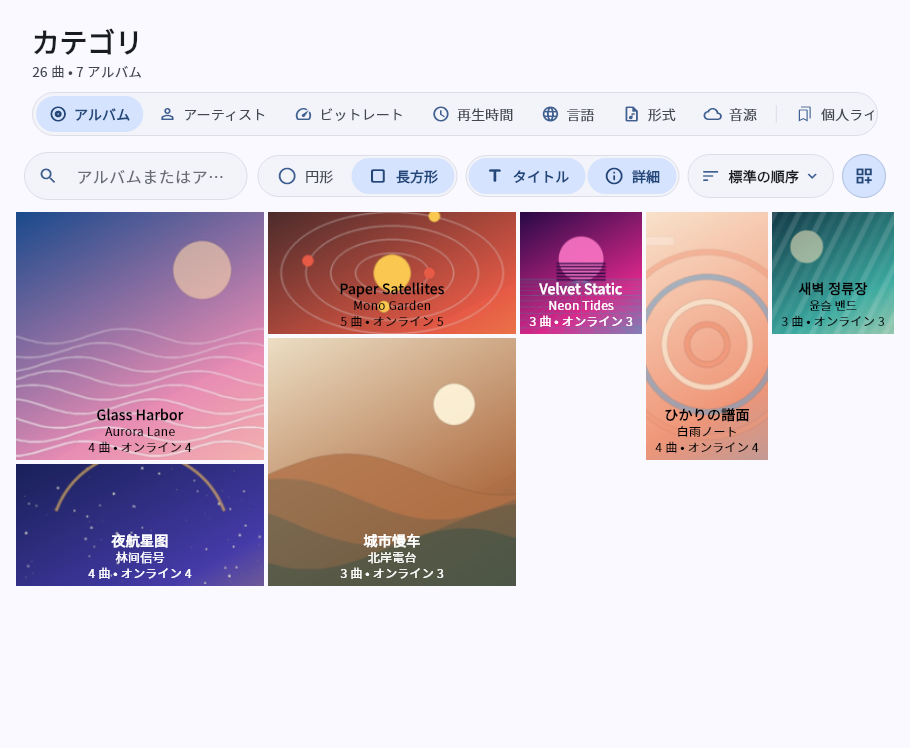 カテゴリ
26 曲 • 7 アルバム
アルバム
アーティスト
ビットレート
再生時間
言語
形式
音源
個人ライ
アルバムまたはア…
円形
長方形
タイトル
詳細
標準の順序
Glass Harbor
Aurora Lane
4 曲 • オンライン 4
Paper Satellites
Mono Garden
5 曲 • オンライン 5
Velvet Static
Neon Tides
3 曲 • オンライン 3
ひかりの譜面
白雨ノート
4 曲 • オンライン 4
새벽 정류장
윤슬 밴드
3 曲 • オンライン 3
夜航星图
林间信号
4 曲 • オンライン 4
城市慢车
北岸電台
3 曲 • オンライン 3